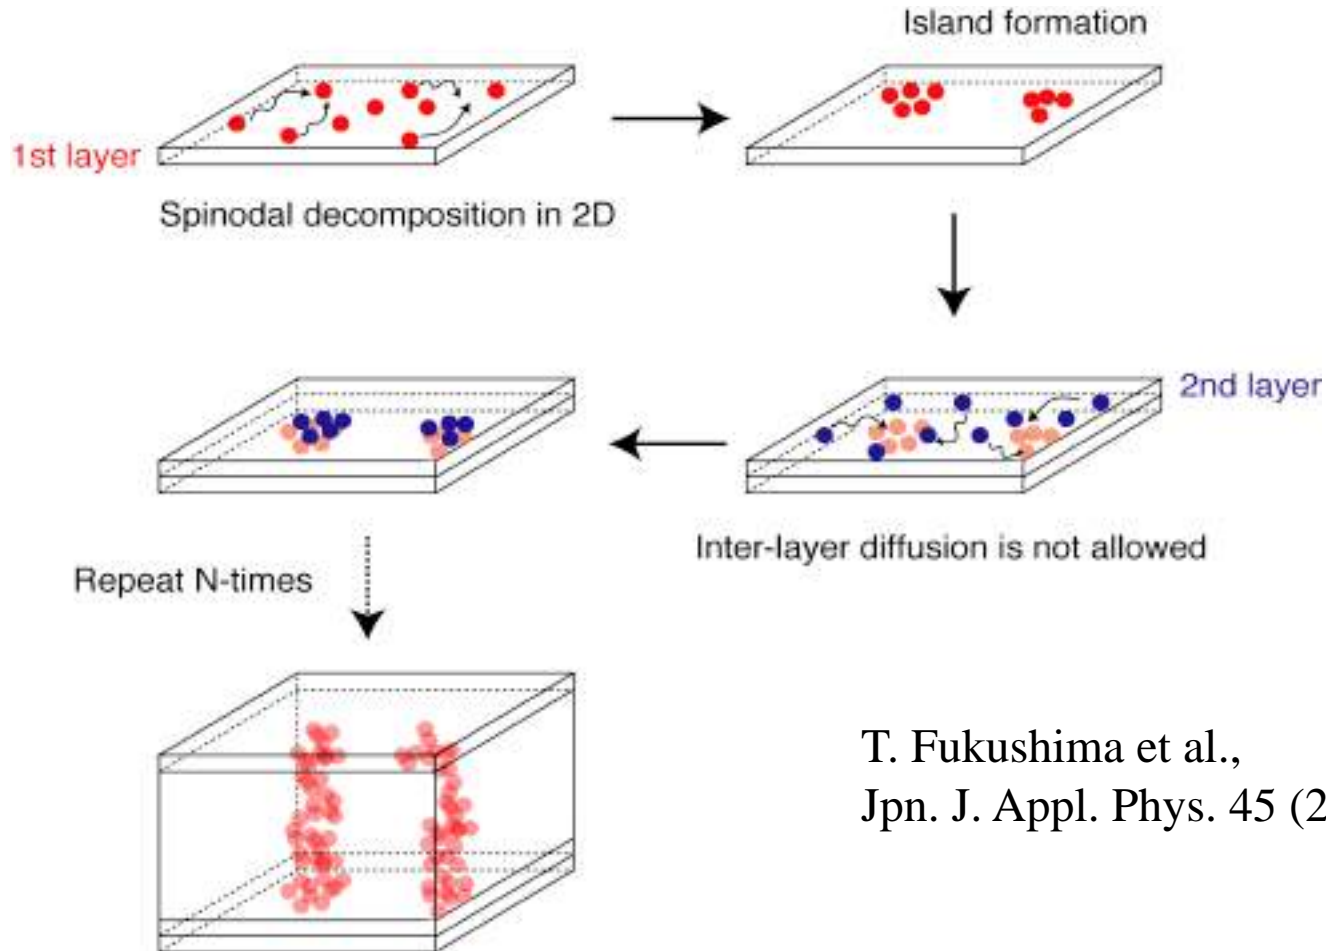 Island formation
1st layer
Spinodal decomposition in 2D
2nd layer
Inter-layer diffusion is not allowed
Repeat N-times
T. Fukushima et al.,
Jpn. J. Appl. Phys. 45 (2